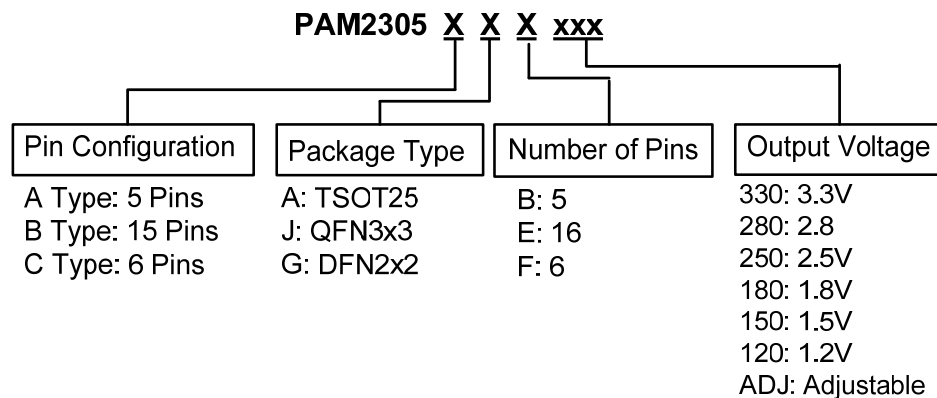 PAM2305 X X X xxx
Pin Configuration
A Type: 5 Pins
B Type: 15 Pins
C Type: 6 Pins
Package Type
A: TSOT25
J: QFN3x3
G: DFN2x2
Number of Pins
B: 5
E: 16
F: 6
Output Voltage
330: 3.3V
280: 2.8
250: 2.5V
180: 1.8V
150: 1.5V
120: 1.2V
ADJ: Adjustable